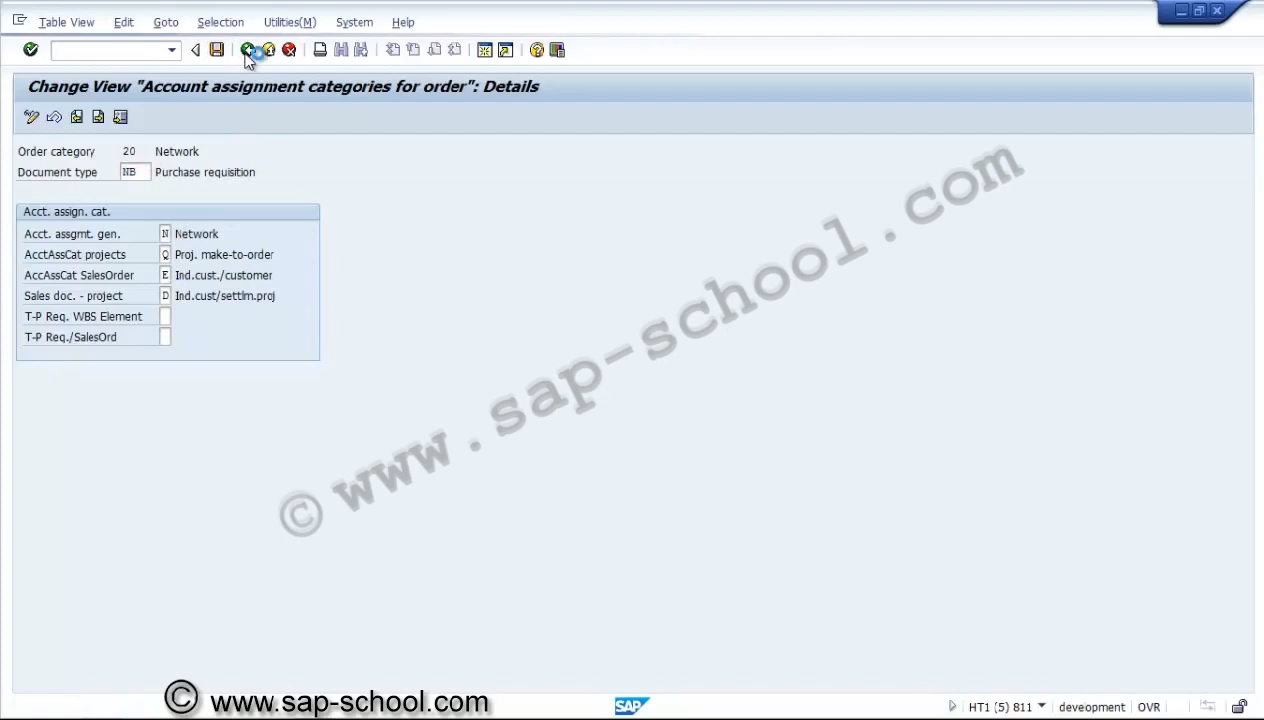 Table View Edit Goto Selection Utilities(M) System Help
Change View "Account assignment categories for order": Details
Order category 20 Network
Document type NB Purchase requisition
Acct. assign. cat.
Acct. assgmt. gen. N Network
AcctAssCat projects Q Proj. make-to-order
AccAssCat SalesOrder E Ind.cust./customer
Sales doc. - project D Ind.cust/settlm.proj
T-P Req. WBS Element
T-P Req./SalesOrd
© www.sap-school.com
© www.sap-school.com
SAP
HT1 (5) 811 development OVR